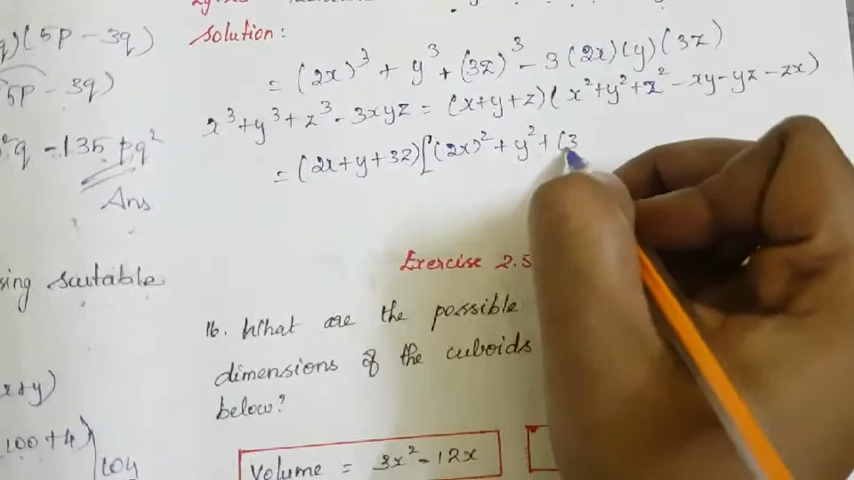 q)(5p - 3q)
5p - 3q)
²q - 135 pq²
Ans
sing suitable
x+y)
100+4)
104
Solution:
= (2x)³ + y³ + (3z)³ - 3(2x)(y)(3z)
x³+y³+z³ - 3xyz = (x+y+z)(x²+y²+z²-xy-yz-zx)
= (2x+y+3z)[(2x)²+y²+(3
Exercise 2.5
16. What are the possible
dimensions of the cuboids
below?
Volume = 3x²-12x